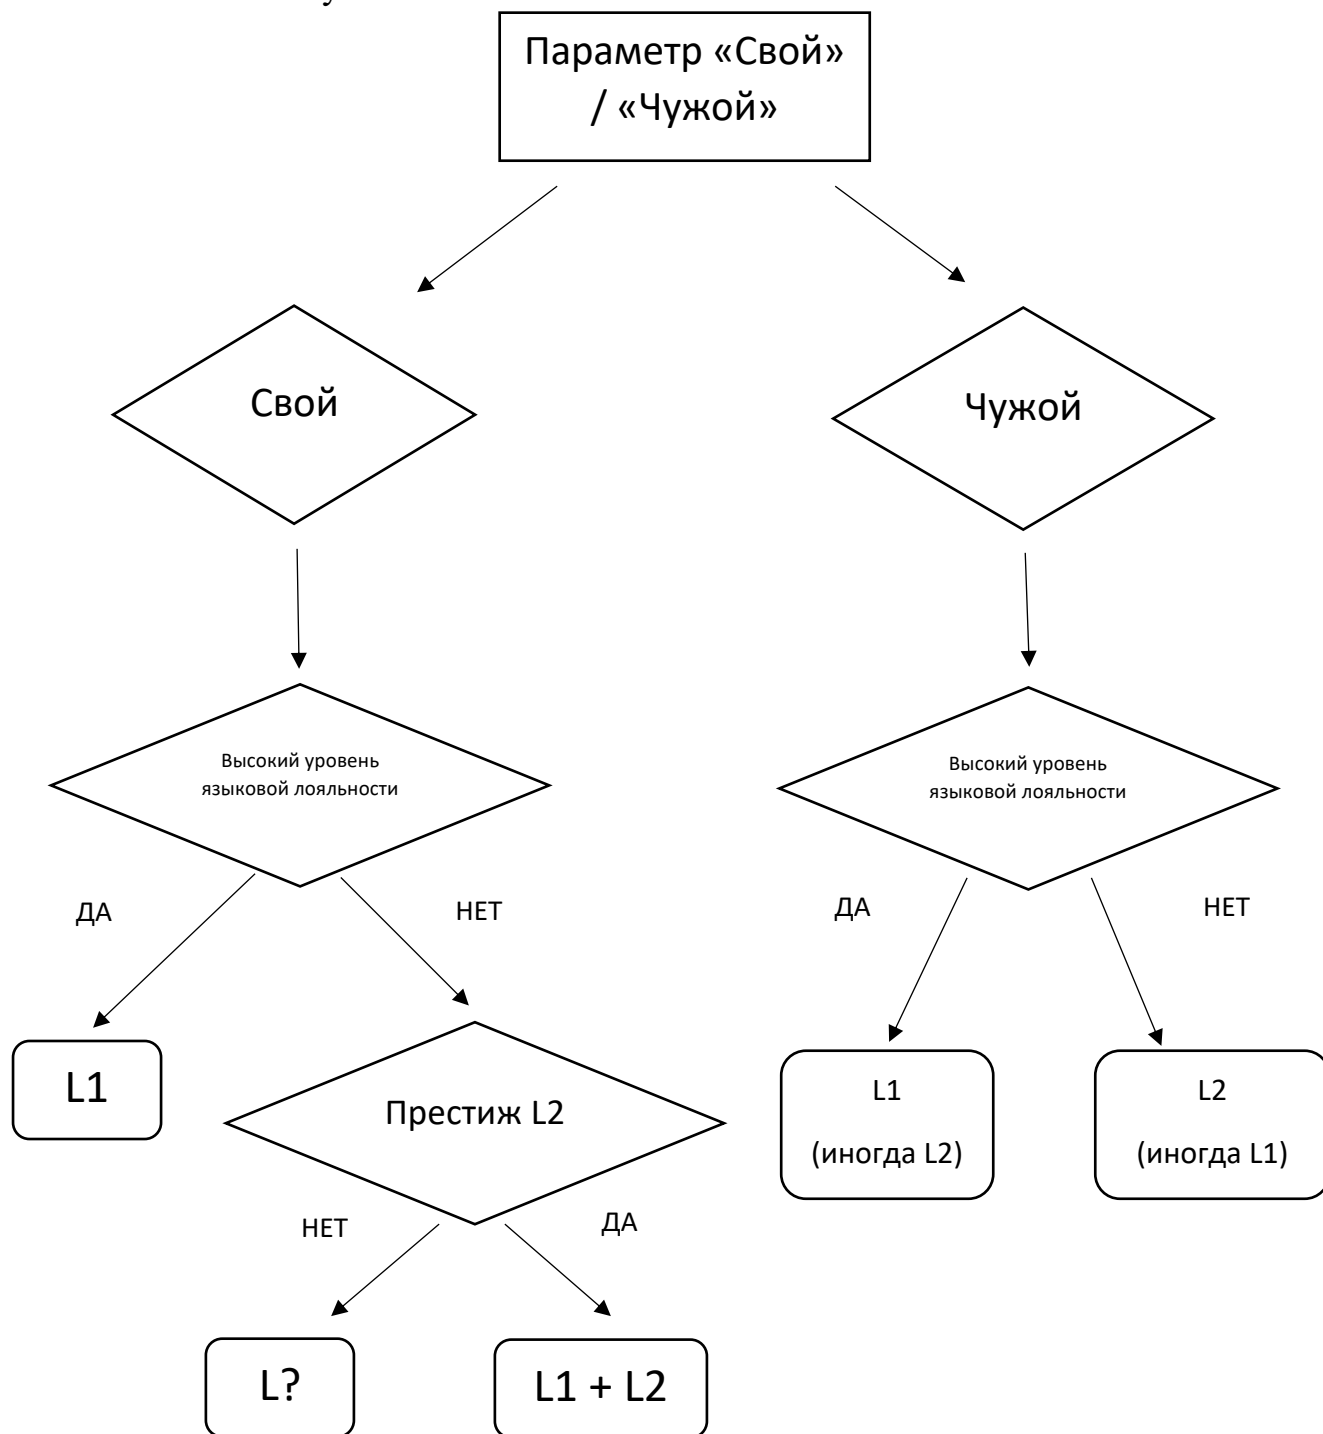 Параметр «Свой»
/ «Чужой»
Свой
Чужой
Высокий уровень
языковой лояльности
Высокий уровень
языковой лояльности
ДА
НЕТ
ДА
НЕТ
L1
Престиж L2
L1
(иногда L2)
L2
(иногда L1)
НЕТ
ДА
L?
L1 + L2